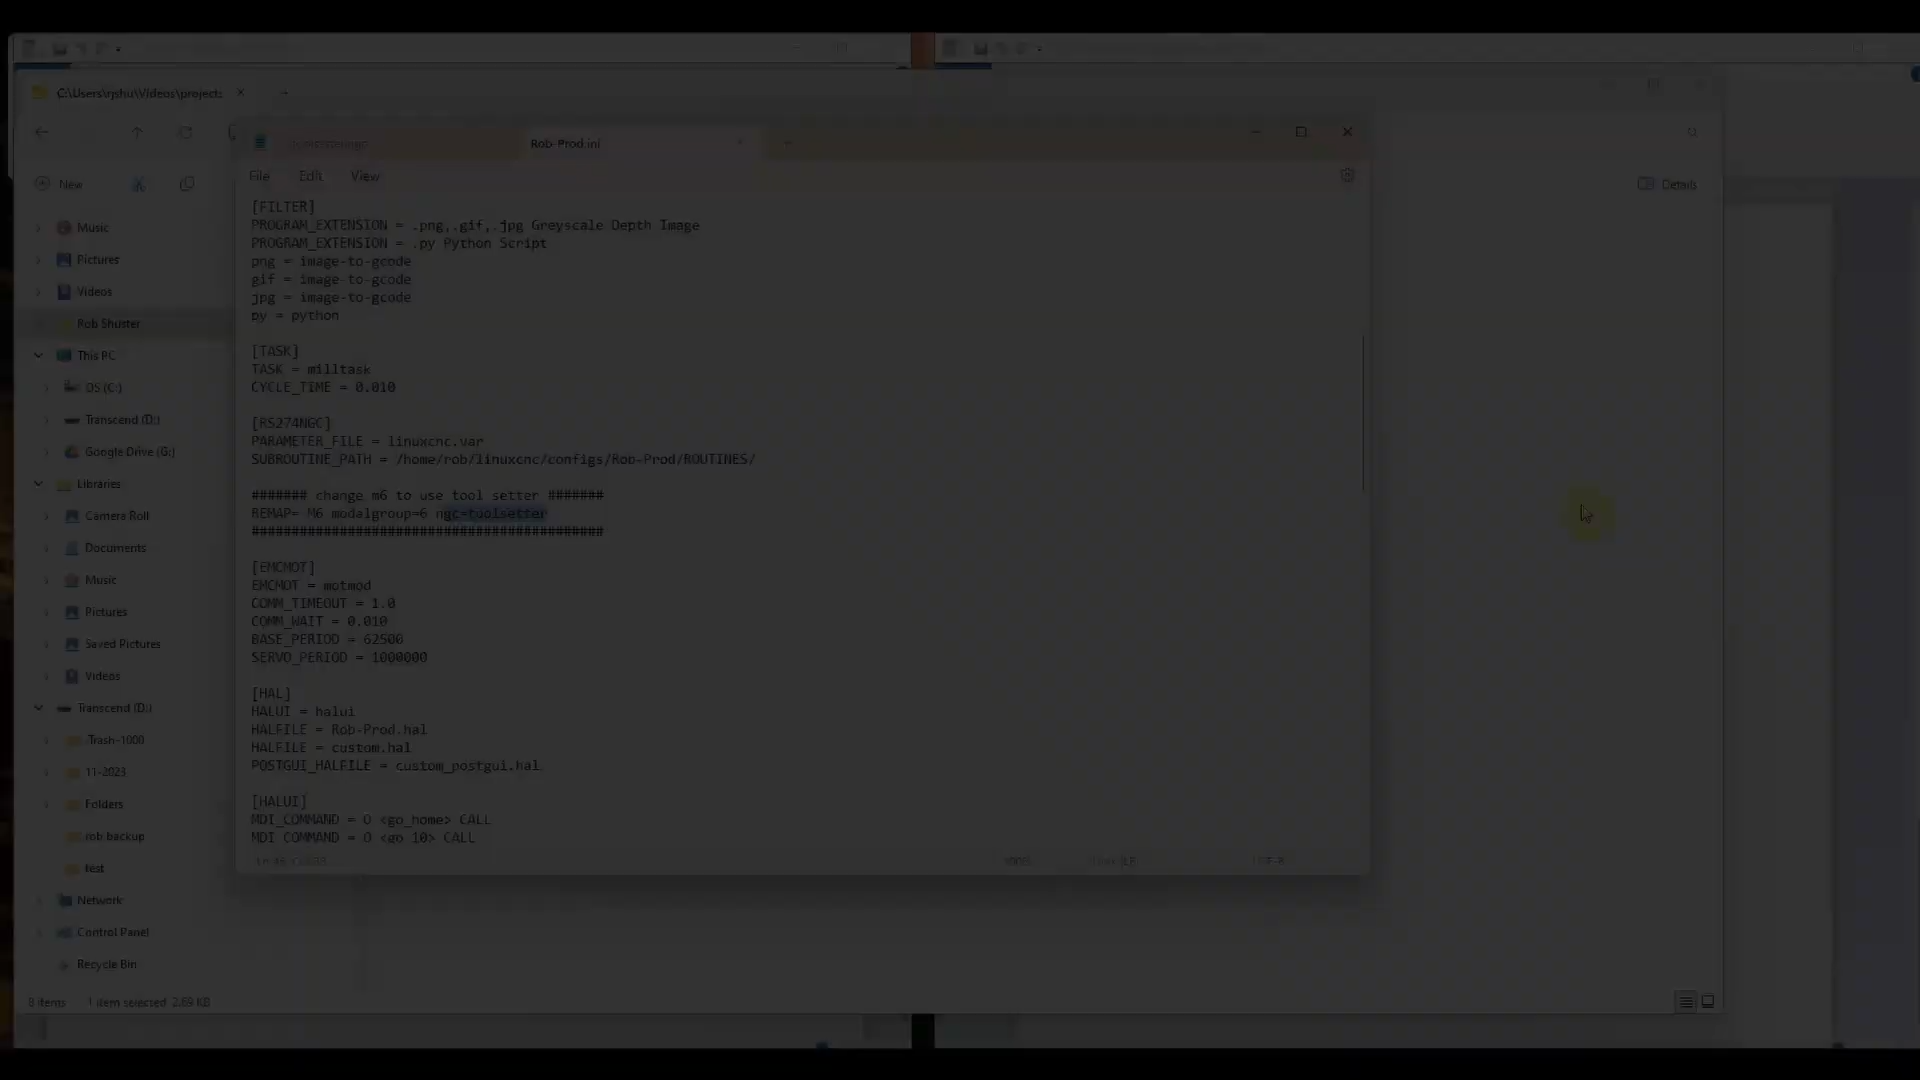 C:\Users\rjshu\Videos\projects
New
Details
Music
Pictures
Videos
Rob Shuster
This PC
OS (C:)
Transcend (D:)
Google Drive (G:)
Libraries
Camera Roll
Documents
Music
Pictures
Saved Pictures
Videos
Transcend (D:)
.Trash-1000
11-2023
Folders
rob backup
test
Network
Control Panel
Recycle Bin
8 items 1 item selected 2.69 KB
Rob-Prod.ini
File Edit View
[FILTER]
PROGRAM_EXTENSION = .png,.gif,.jpg Greyscale Depth Image
PROGRAM_EXTENSION = .py Python Script
png = image-to-gcode
gif = image-to-gcode
jpg = image-to-gcode
py = python
[TASK]
TASK = milltask
CYCLE_TIME = 0.010
[RS274NGC]
PARAMETER_FILE = linuxcnc.var
SUBROUTINE_PATH = /home/rob/linuxcnc/configs/Rob-Prod/ROUTINES/
####### change m6 to use tool setter #######
REMAP= M6 modalgroup=6 ngc=toolsetter
############################################
[EMCMOT]
EMCMOT = motmod
COMM_TIMEOUT = 1.0
COMM_WAIT = 0.010
BASE_PERIOD = 62500
SERVO_PERIOD = 1000000
[HAL]
HALUI = halui
HALFILE = Rob-Prod.hal
HALFILE = custom.hal
POSTGUI_HALFILE = custom_postgui.hal
[HALUI]
MDI_COMMAND = O <go_home> CALL
MDI_COMMAND = O <go_10> CALL